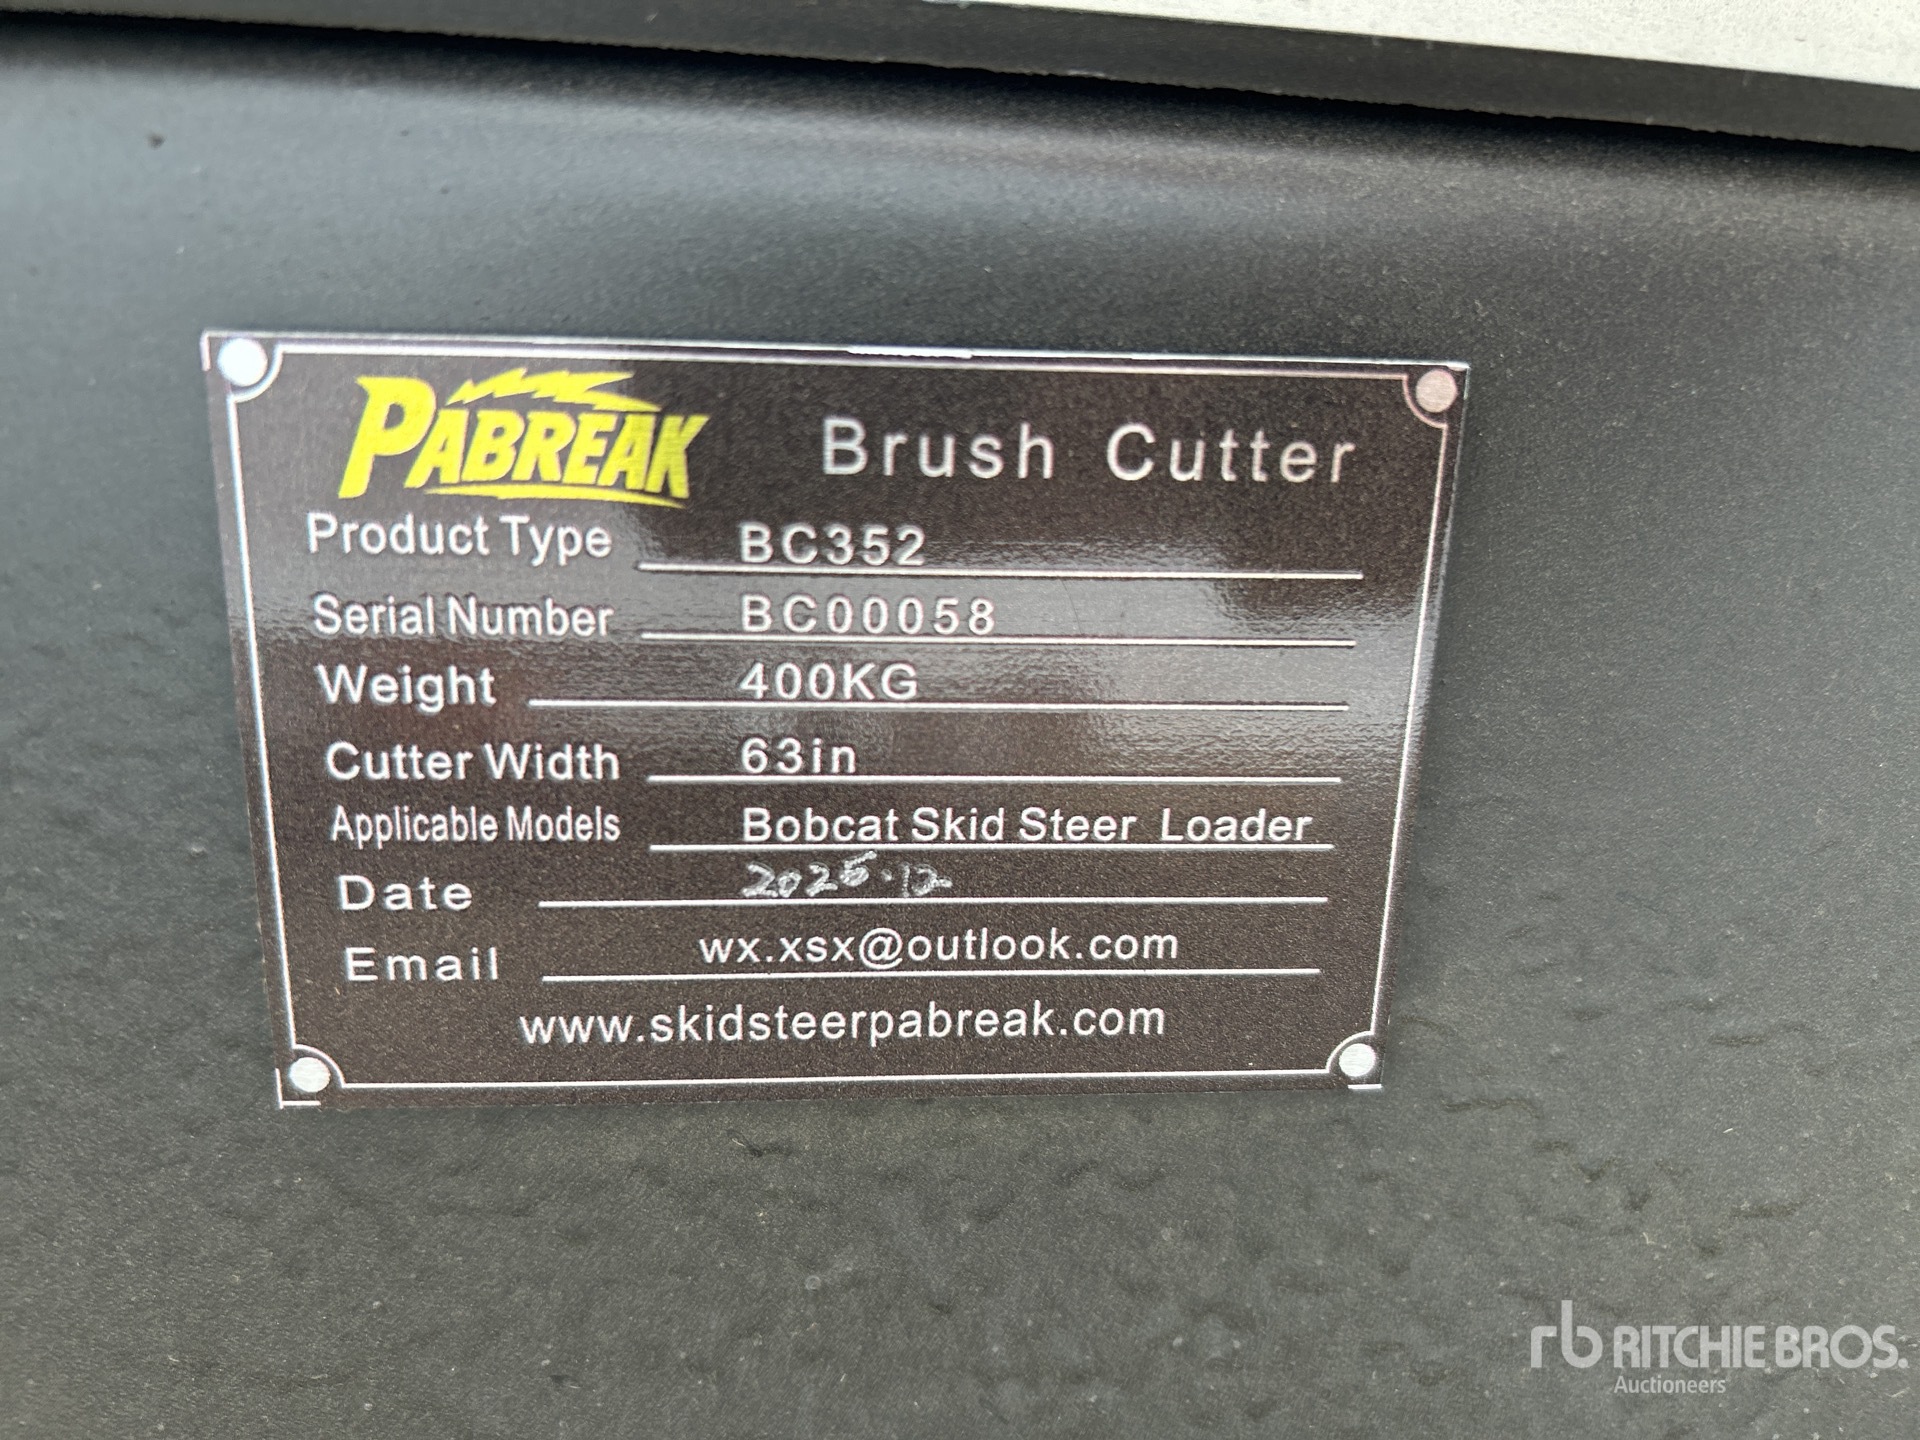 PABREAK Brush Cutter
Product Type BC352
Serial Number BC00058
Weight 400KG
Cutter Width 63in
Applicable Models Bobcat Skid Steer Loader
Date 2025.12
Email wx.xsx@outlook.com
www.skidsteerpabreak.com
rb RITCHIE BROS.
Auctioneers